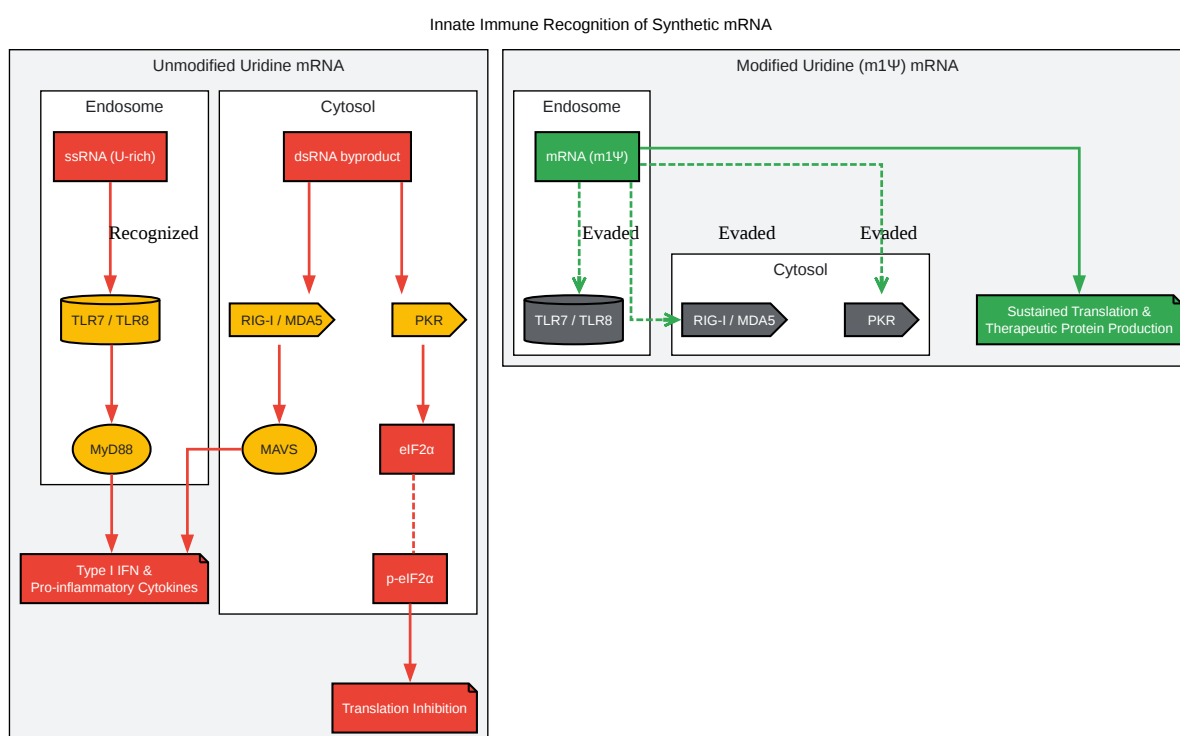 Innate Immune Recognition of Synthetic mRNA
Unmodified Uridine mRNA
Endosome
Cytosol
ssRNA (U-rich)
dsRNA byproduct
Recognized
TLR7 / TLR8
RIG-I / MDA5
PKR
MyD88
MAVS
eIF2α
Type I IFN &
Pro-inflammatory Cytokines
p-eIF2α
Translation Inhibition
Modified Uridine (m1Ψ) mRNA
Endosome
mRNA (m1Ψ)
Evaded
Evaded
Evaded
Cytosol
TLR7 / TLR8
RIG-I / MDA5
PKR
Sustained Translation &
Therapeutic Protein Production